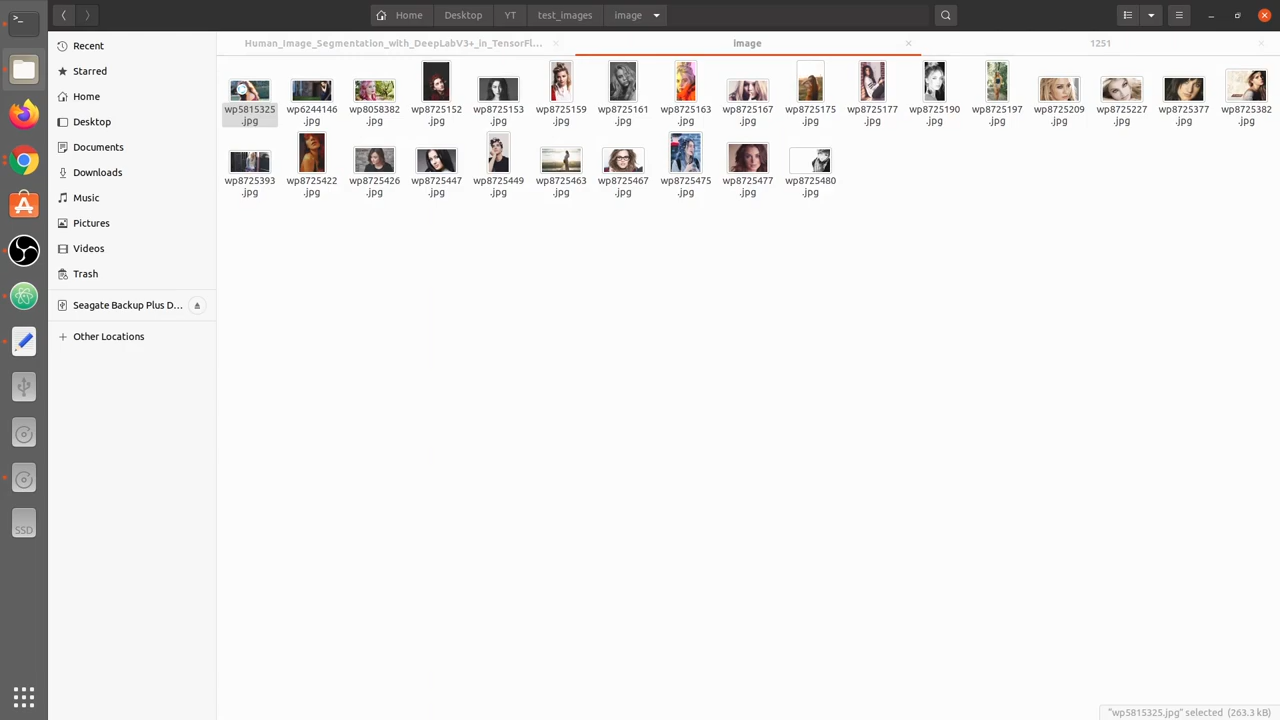 Home
Desktop
YT
test_images
image
Recent
Starred
Home
Desktop
Documents
Downloads
Music
Pictures
Videos
Trash
Seagate Backup Plus D...
Other Locations
Human_Image_Segmentation_with_DeepLabV3+_in_TensorFl...
image
1251
wp5815325
.jpg
wp6244146
.jpg
wp8058382
.jpg
wp8725152
.jpg
wp8725153
.jpg
wp8725159
.jpg
wp8725161
.jpg
wp8725163
.jpg
wp8725167
.jpg
wp8725175
.jpg
wp8725177
.jpg
wp8725190
.jpg
wp8725197
.jpg
wp8725209
.jpg
wp8725227
.jpg
wp8725377
.jpg
wp8725382
.jpg
wp8725393
.jpg
wp8725422
.jpg
wp8725426
.jpg
wp8725447
.jpg
wp8725449
.jpg
wp8725463
.jpg
wp8725467
.jpg
wp8725475
.jpg
wp8725477
.jpg
wp8725480
.jpg
SSD
"wp5815325.jpg" selected (263.3 kB)